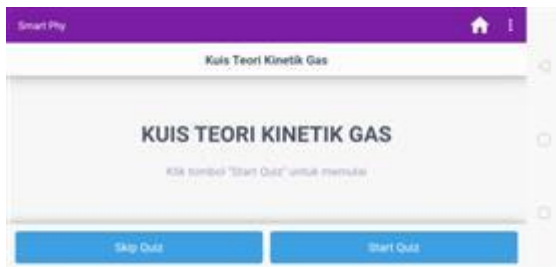 Smart Phy
Kuis Teori Kinetik Gas
KUIS TEORI KINETIK GAS
Klik tombol "Start Quiz" untuk memulai
Skip Quiz
Start Quiz